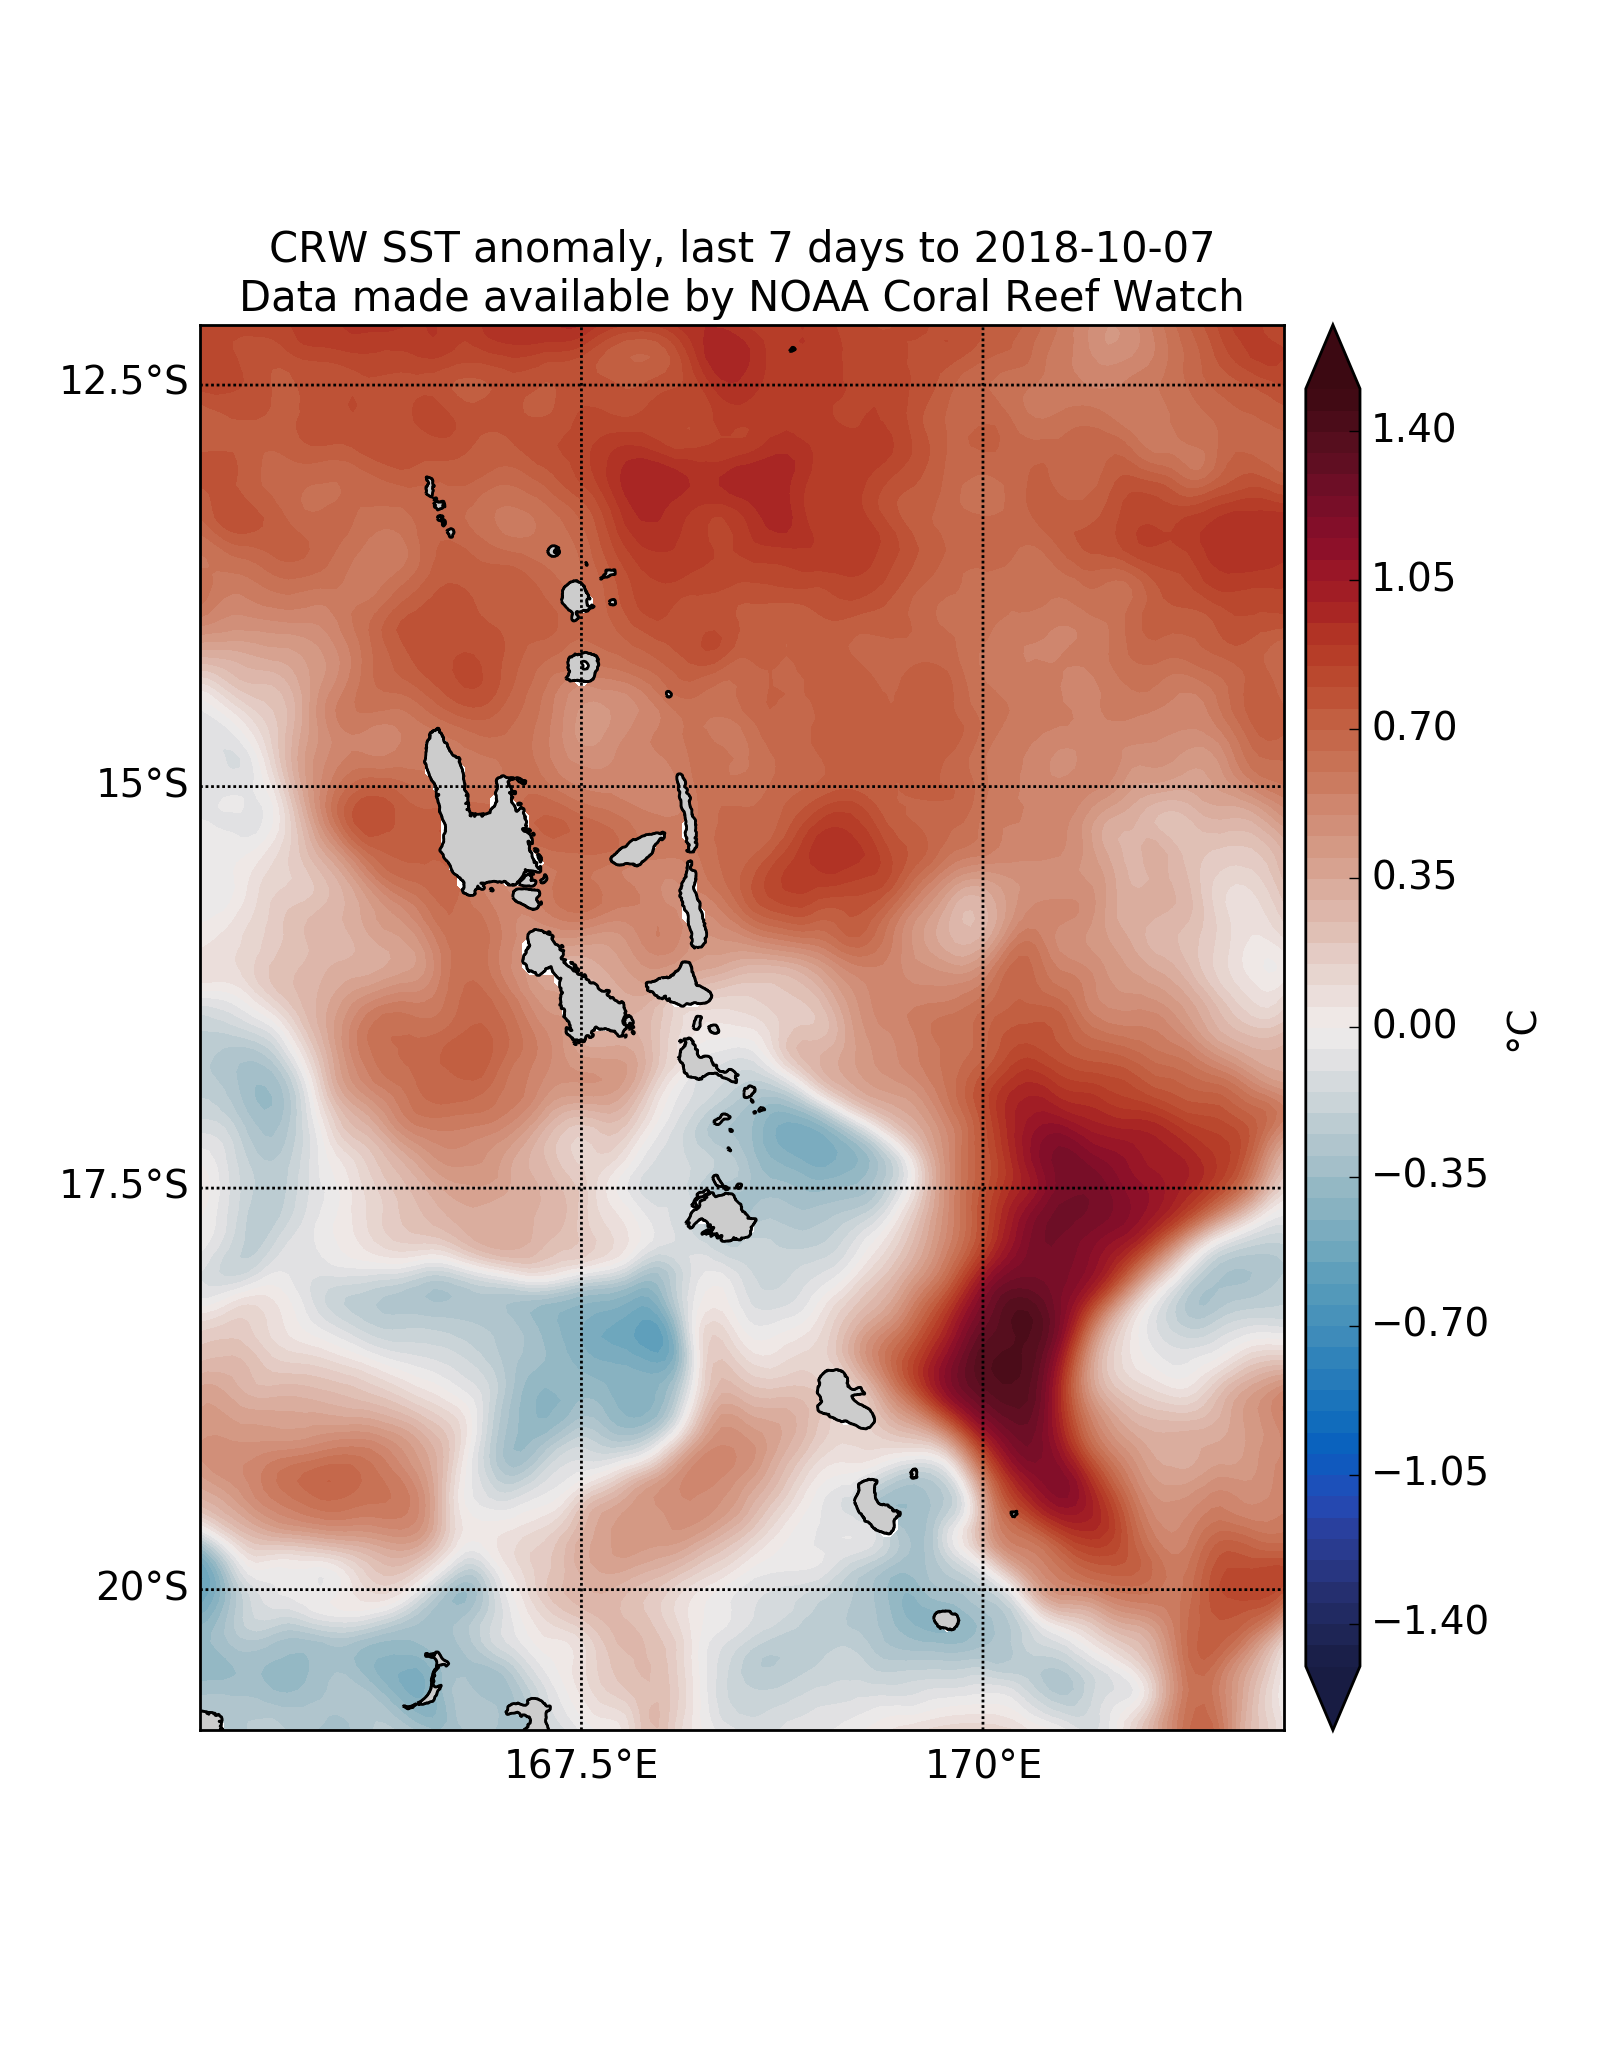 CRW SST anomaly, last 7 days to 2018-10-07
Data made available by NOAA Coral Reef Watch
12.5°S
15°S
17.5°S
20°S
167.5°E
170°E
1.40
1.05
0.70
0.35
0.00
−0.35
−0.70
−1.05
−1.40
°C